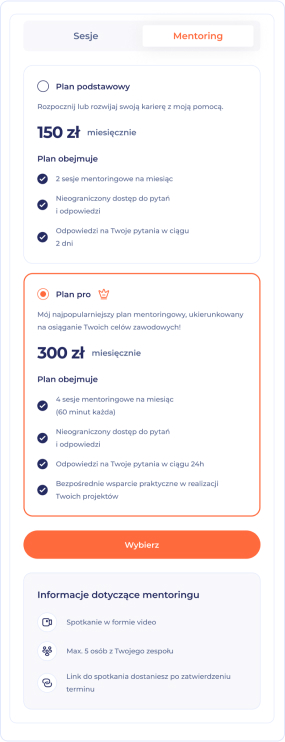 Sesje
Mentoring
Plan podstawowy
Rozpocznij lub rozwijaj swoją karierę z moją pomocą.
150 zł miesięcznie
Plan obejmuje
2 sesje mentoringowe na miesiąc
Nieograniczony dostęp do pytań
i odpowiedzi
Odpowiedzi na Twoje pytania w ciągu
2 dni
Plan pro
Mój najpopularniejszy plan mentoringowy, ukierunkowany
na osiąganie Twoich celów zawodowych!
300 zł miesięcznie
Plan obejmuje
4 sesje mentoringowe na miesiąc
(60 minut każda)
Nieograniczony dostęp do pytań
i odpowiedzi
Odpowiedzi na Twoje pytania w ciągu 24h
Bezpośrednie wsparcie praktyczne w realizacji
Twoich projektów
Wybierz
Informacje dotyczące mentoringu
Spotkanie w formie video
Max. 5 osób z Twojego zespołu
Link do spotkania dostaniesz po zatwierdzeniu
terminu